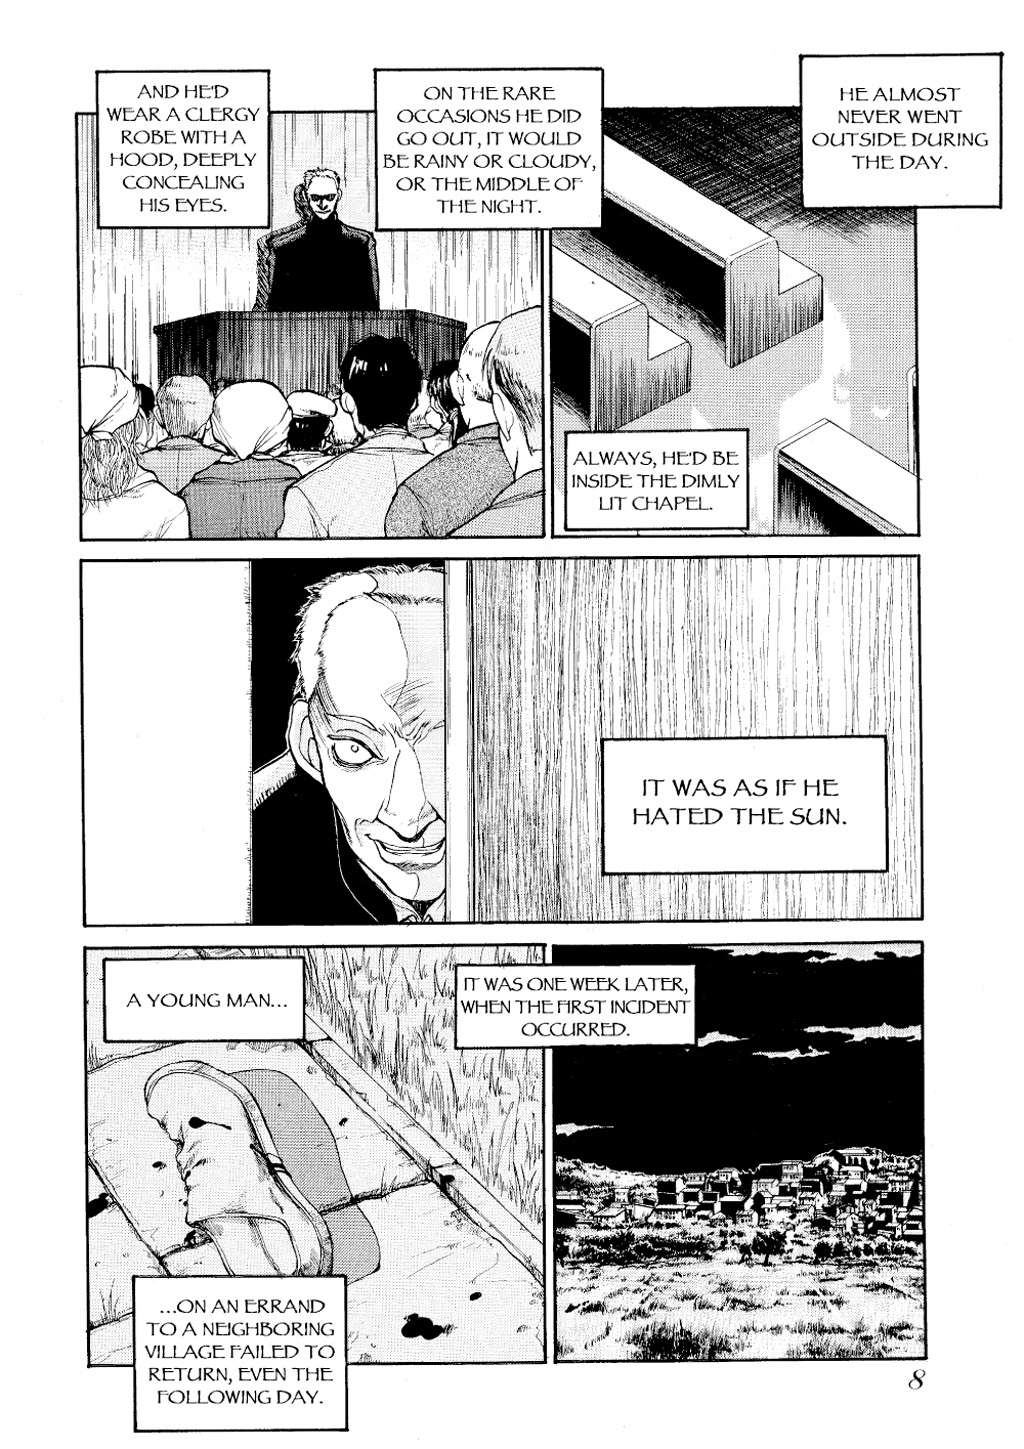 HE ALMOST
NEVER WENT
OUTSIDE DURING
THE DAY.
ALWAYS, HE'D BE
INSIDE THE DIMLY
LIT CHAPEL.
ON THE RARE
OCCASIONS HE DID
GO OUT, IT WOULD
BE RAINY OR CLOUDY,
OR THE MIDDLE OF
THE NIGHT.
AND HE'D
WEAR A CLERGY
ROBE WITH A
HOOD, DEEPLY
CONCEALING
HIS EYES.
IT WAS AS IF HE
HATED THE SUN.
IT WAS ONE WEEK LATER,
WHEN THE FIRST INCIDENT
OCCURRED.
A YOUNG MAN...
...ON AN ERRAND
TO A NEIGHBORING
VILLAGE FAILED TO
RETURN, EVEN THE
FOLLOWING DAY.
8